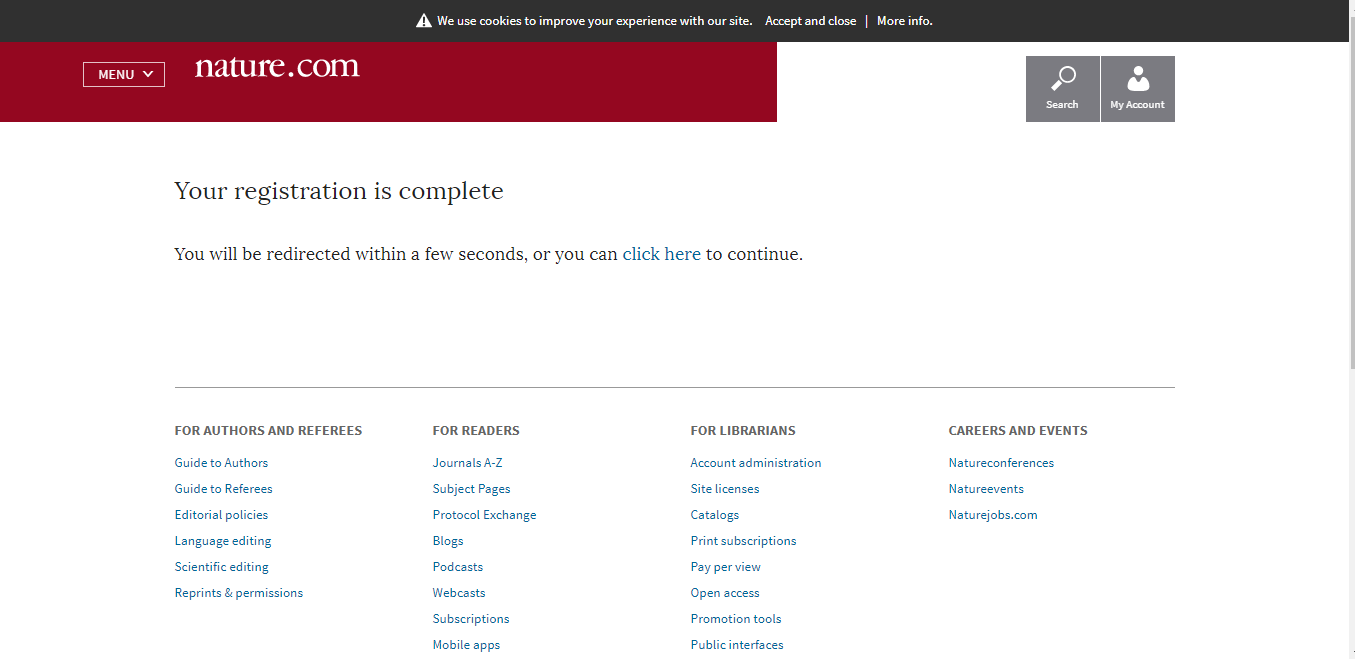 We use cookies to improve your experience with our site. Accept and close | More info.
MENU
nature.com
Search
My Account
Your registration is complete
You will be redirected within a few seconds, or you can click here to continue.
FOR AUTHORS AND REFEREES
Guide to Authors
Guide to Referees
Editorial policies
Language editing
Scientific editing
Reprints & permissions
FOR READERS
Journals A-Z
Subject Pages
Protocol Exchange
Blogs
Podcasts
Webcasts
Subscriptions
Mobile apps
FOR LIBRARIANS
Account administration
Site licenses
Catalogs
Print subscriptions
Pay per view
Open access
Promotion tools
Public interfaces
CAREERS AND EVENTS
Natureconferences
Natureevents
Naturejobs.com